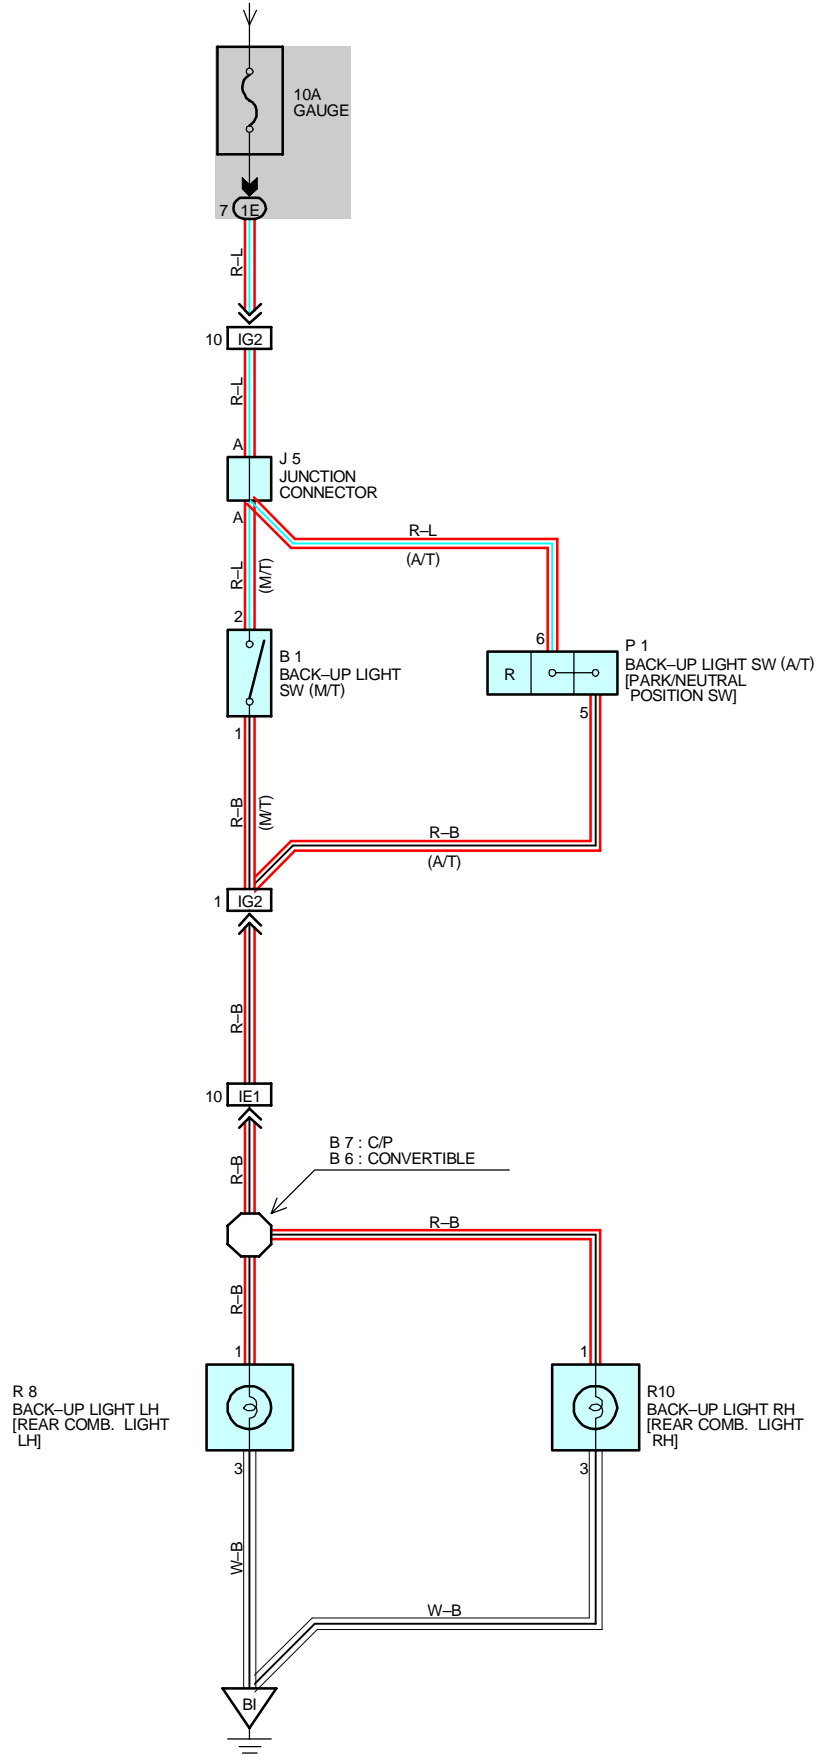 10A
GAUGE
7 1E
R–L
10 IG2
R–L
A
J 5
JUNCTION
CONNECTOR
A
R–L
(A/T)
R–L
(M/T)
2
B 1
BACK–UP LIGHT
SW (M/T)
1
6
R
P 1
BACK–UP LIGHT SW (A/T)
[PARK/NEUTRAL
POSITION SW]
5
R–B
(M/T)
R–B
(A/T)
1 IG2
R–B
10 IE1
B 7 : C/P
B 6 : CONVERTIBLE
R–B
R–B
R–B
1
R 8
BACK–UP LIGHT LH
[REAR COMB. LIGHT
LH]
3
1
R10
BACK–UP LIGHT RH
[REAR COMB. LIGHT
RH]
3
W–B
W–B
BI